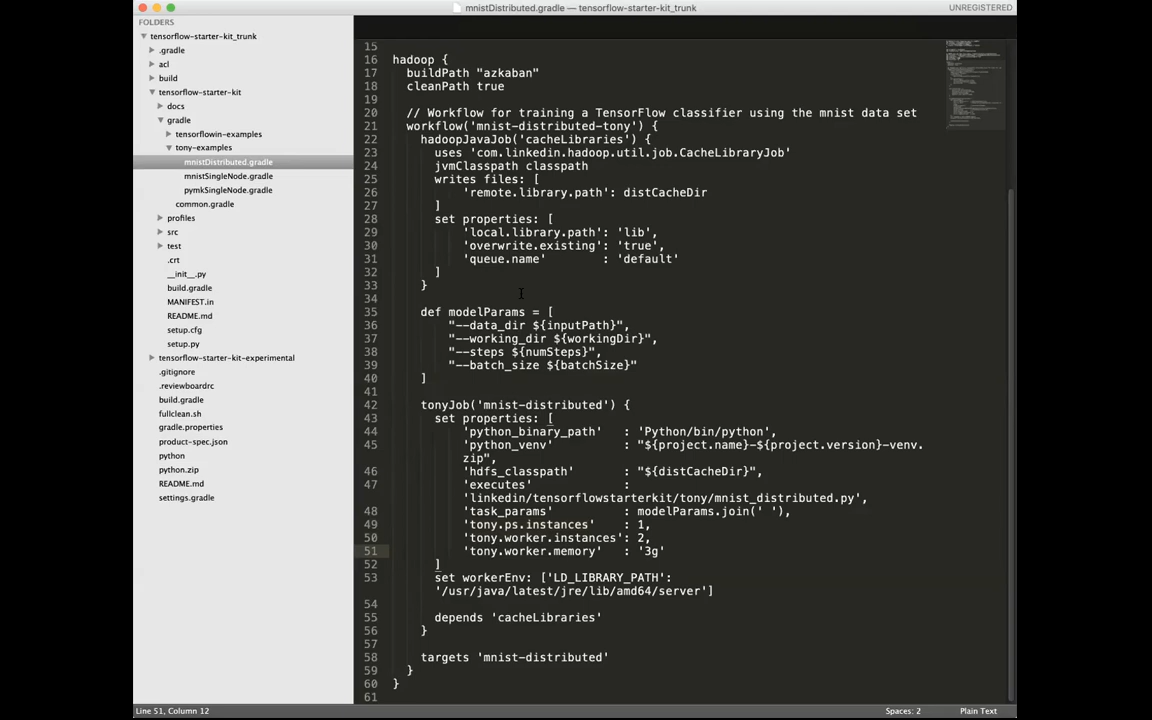 mnistDistributed.gradle — tensorflow-starter-kit_trunk
UNREGISTERED
FOLDERS
tensorflow-starter-kit_trunk
.gradle
acl
build
tensorflow-starter-kit
docs
gradle
tensorflowin-examples
tony-examples
mnistDistributed.gradle
mnistSingleNode.gradle
pymkSingleNode.gradle
common.gradle
profiles
src
test
.crt
__init__.py
build.gradle
MANIFEST.in
README.md
setup.cfg
setup.py
tensorflow-starter-kit-experimental
.gitignore
.reviewboardrc
build.gradle
fullclean.sh
gradle.properties
product-spec.json
python
python.zip
README.md
settings.gradle
15
16 hadoop {
17   buildPath "azkaban"
18   cleanPath true
19
20   // Workflow for training a TensorFlow classifier using the mnist data set
21   workflow('mnist-distributed-tony') {
22     hadoopJavaJob('cacheLibraries') {
23       uses 'com.linkedin.hadoop.util.job.CacheLibraryJob'
24       jvmClasspath classpath
25       writes files: [
26           'remote.library.path': distCacheDir
27       ]
28       set properties: [
29           'local.library.path': 'lib',
30           'overwrite.existing': 'true',
31           'queue.name'        : 'default'
32       ]
33     }
34
35     def modelParams = [
36         "--data_dir ${inputPath}",
37         "--working_dir ${workingDir}",
38         "--steps ${numSteps}",
39         "--batch_size ${batchSize}"
40     ]
41
42     tonyJob('mnist-distributed') {
43       set properties: [
44           'python_binary_path'   : 'Python/bin/python',
45           'python_venv'          : "${project.name}-${project.version}-venv.
zip",
46           'hdfs_classpath'       : "${distCacheDir}",
47           'executes'             :
'linkedin/tensorflowstarterkit/tony/mnist_distributed.py',
48           'task_params'          : modelParams.join(' '),
49           'tony.ps.instances'    : 1,
50           'tony.worker.instances': 2,
51           'tony.worker.memory'   : '3g'
52       ]
53       set workerEnv: ['LD_LIBRARY_PATH':
'/usr/java/latest/jre/lib/amd64/server']
54
55       depends 'cacheLibraries'
56     }
57
58     targets 'mnist-distributed'
59   }
60 }
61
Line 51, Column 12
Spaces: 2
Plain Text